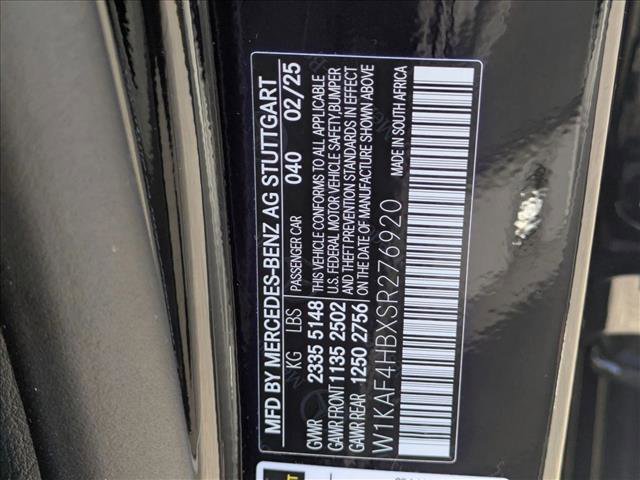 MFD BY MERCEDES-BENZ AG STUTTGART
KG LBS PASSENGER CAR 040 02/25
GVWR 2335 5148
GAWR FRONT 1135 2502
GAWR REAR 1250 2756
THIS VEHICLE CONFORMS TO ALL APPLICABLE
U.S. FEDERAL MOTOR VEHICLE SAFETY, BUMPER
AND THEFT PREVENTION STANDARDS IN EFFECT
ON THE DATE OF MANUFACTURE SHOWN ABOVE
W1KAF4HBXSR276920
MADE IN SOUTH AFRICA